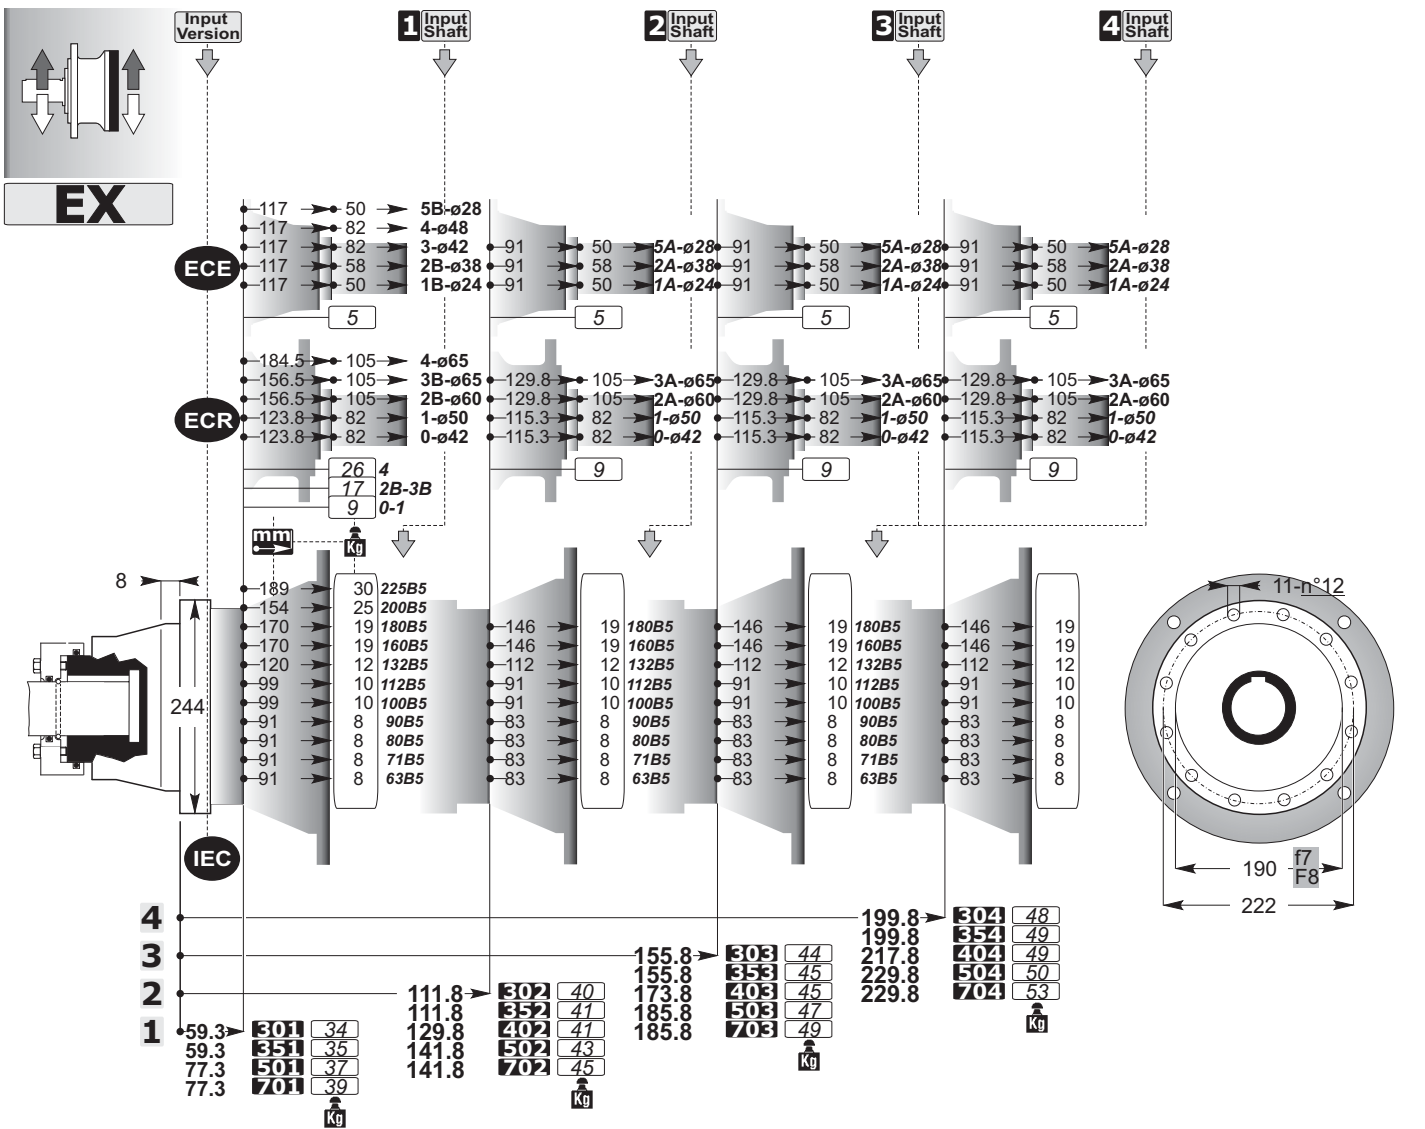 Input Version
1 Input Shaft
2 Input Shaft
3 Input Shaft
4 Input Shaft
EX
ECE
117 50 5B-ø28
117 82 4-ø48
117 82 3-ø42 91 50 5A-ø28 91 50 5A-ø28 91 50 5A-ø28
117 58 2B-ø38 91 58 2A-ø38 91 58 2A-ø38 91 58 2A-ø38
117 50 1B-ø24 91 50 1A-ø24 91 50 1A-ø24 91 50 1A-ø24
5 5 5 5
ECR
184.5 105 4-ø65
156.5 105 3B-ø65 129.8 105 3A-ø65 129.8 105 3A-ø65 129.8 105 3A-ø65
156.5 105 2B-ø60 129.8 105 2A-ø60 129.8 105 2A-ø60 129.8 105 2A-ø60
123.8 82 1-ø50 115.3 82 1-ø50 115.3 82 1-ø50 115.3 82 1-ø50
123.8 82 0-ø42 115.3 82 0-ø42 115.3 82 0-ø42 115.3 82 0-ø42
26 4 9 9 9
17 2B-3B
9 0-1
mm Kg
8
189 30 225B5
154 25 200B5
170 19 180B5 146 19 180B5 146 19 180B5 146 19
170 19 160B5 146 19 160B5 146 19 160B5 146 19
120 12 132B5 112 12 132B5 112 12 132B5 112 12
99 10 112B5 91 10 112B5 91 10 112B5 91 10
99 10 100B5 91 10 100B5 91 10 100B5 91 10
91 8 90B5 83 8 90B5 83 8 90B5 83 8
91 8 80B5 83 8 80B5 83 8 80B5 83 8
91 8 71B5 83 8 71B5 83 8 71B5 83 8
91 8 63B5 83 8 63B5 83 8 63B5 83 8
244
IEC
11-n°12
190 f7 F8
222
4
199.8 304 48
199.8 354 49
217.8 404 49
229.8 504 50
229.8 704 53
Kg
3
155.8 303 44
155.8 353 45
173.8 403 45
185.8 503 47
185.8 703 49
Kg
2
111.8 302 40
111.8 352 41
129.8 402 41
141.8 502 43
141.8 702 45
Kg
1
59.3 301 34
59.3 351 35
77.3 501 37
77.3 701 39
Kg